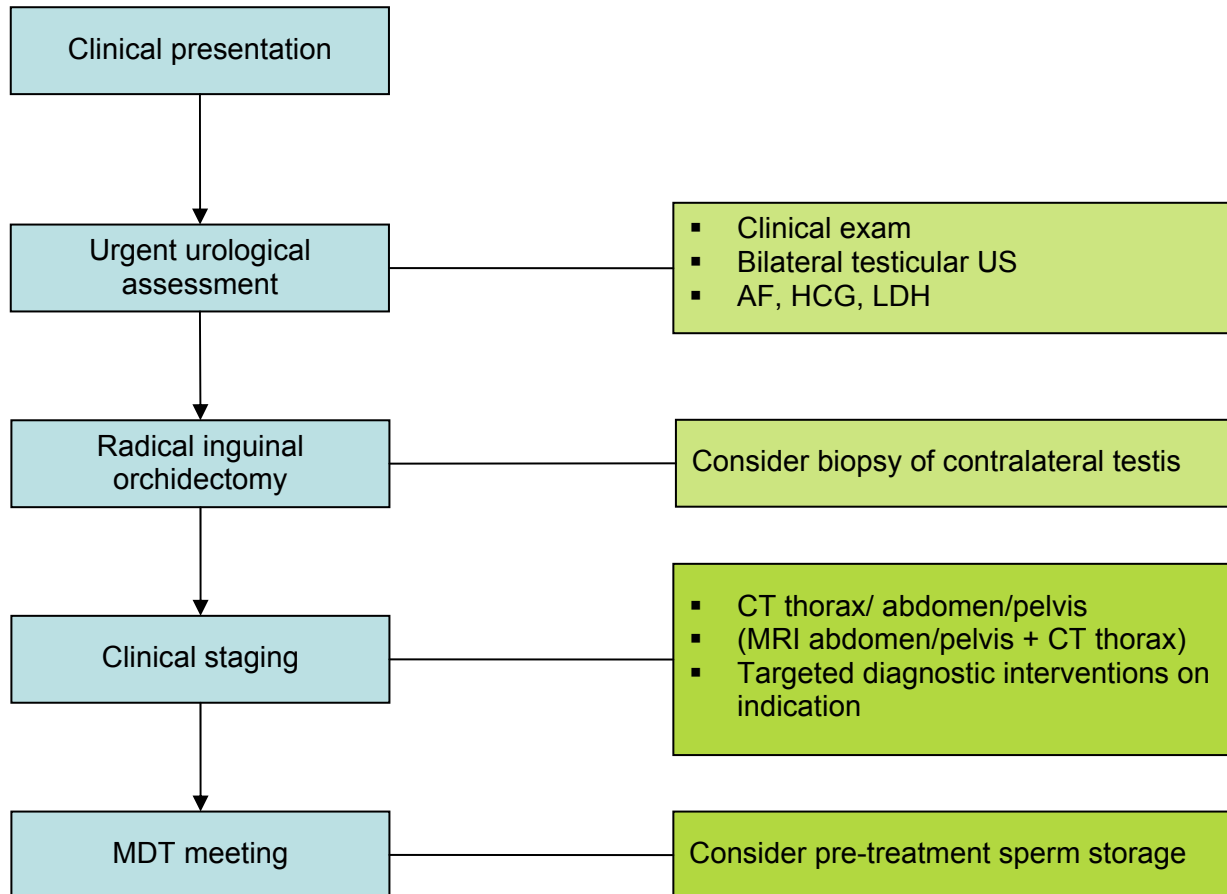 Clinical presentation
Urgent urological
assessment
▪ Clinical exam
▪ Bilateral testicular US
▪ AF, HCG, LDH
Radical inguinal
orchidectomy
Consider biopsy of contralateral testis
Clinical staging
▪ CT thorax/ abdomen/pelvis
▪ (MRI abdomen/pelvis + CT thorax)
▪ Targeted diagnostic interventions on
indication
MDT meeting
Consider pre-treatment sperm storage